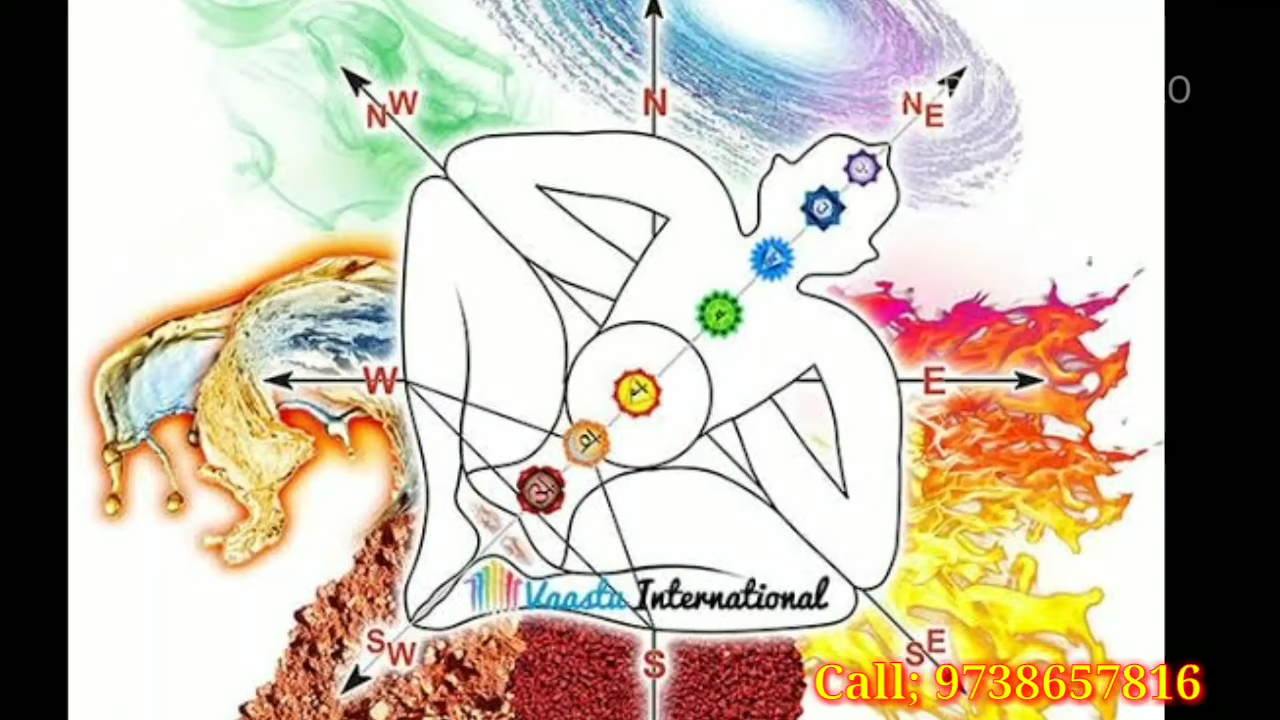 N
NW
NE
W
E
Vaastu International
SW
S
SE
Call; 9738657816